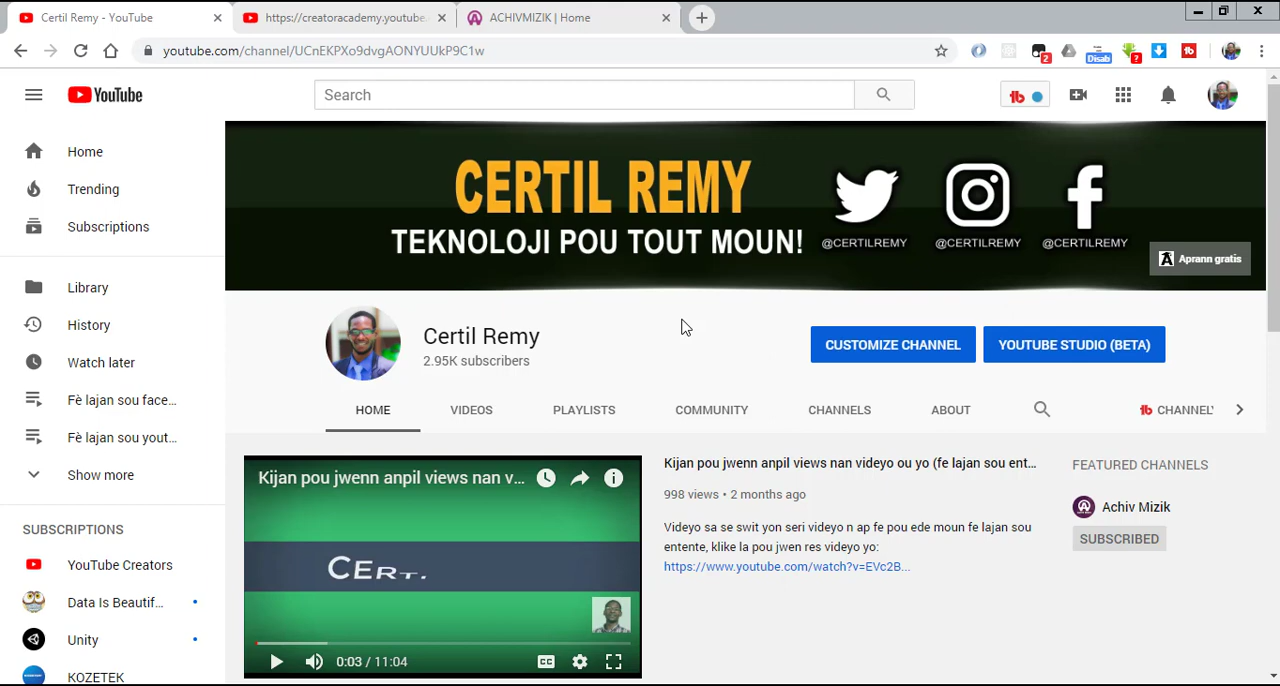 Certil Remy - YouTube
https://creatoracademy.youtube.
ACHIVMIZIK | Home
youtube.com/channel/UCnEKPXo9dvgAONYUUkP9C1w
2
Disab
?
YouTube
Search
Home
Trending
Subscriptions
Library
History
Watch later
Fè lajan sou face...
Fè lajan sou yout...
Show more
SUBSCRIPTIONS
YouTube Creators
Data Is Beautif...
Unity
KOZETEK
CERTIL REMY
TEKNOLOJI POU TOUT MOUN!
@CERTILREMY
@CERTILREMY
@CERTILREMY
Aprann gratis
Certil Remy
2.95K subscribers
CUSTOMIZE CHANNEL
YOUTUBE STUDIO (BETA)
HOME
VIDEOS
PLAYLISTS
COMMUNITY
CHANNELS
ABOUT
CHANNEL'
Kijan pou jwenn anpil views nan v...
CERT.
0:03 / 11:04
CC
Kijan pou jwenn anpil views nan videyo ou yo (fe lajan sou ent...
998 views • 2 months ago
Videyo sa se swit yon seri videyo n ap fe pou ede moun fe lajan sou
entente, klike la pou jwen res videyo yo:
https://www.youtube.com/watch?v=EVc2B...
FEATURED CHANNELS
Achiv Mizik
SUBSCRIBED